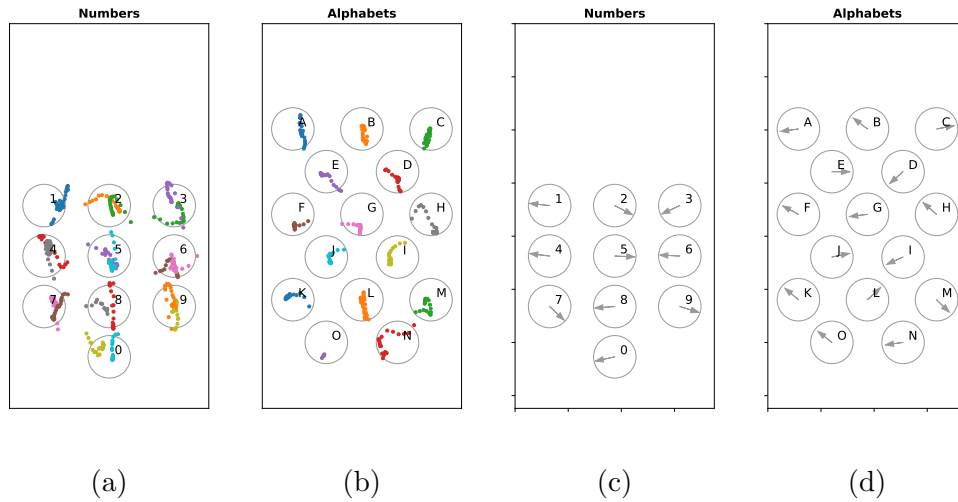 Numbers
1 2 3
4 5 6
7 8 9
0
(a)
Alphabets
A B C
E D
F G H
J I
K L M
O N
(b)
Numbers
1 2 3
4 5 6
7 8 9
0
(c)
Alphabets
A B C
E D
F G H
J I
K L M
O N
(d)